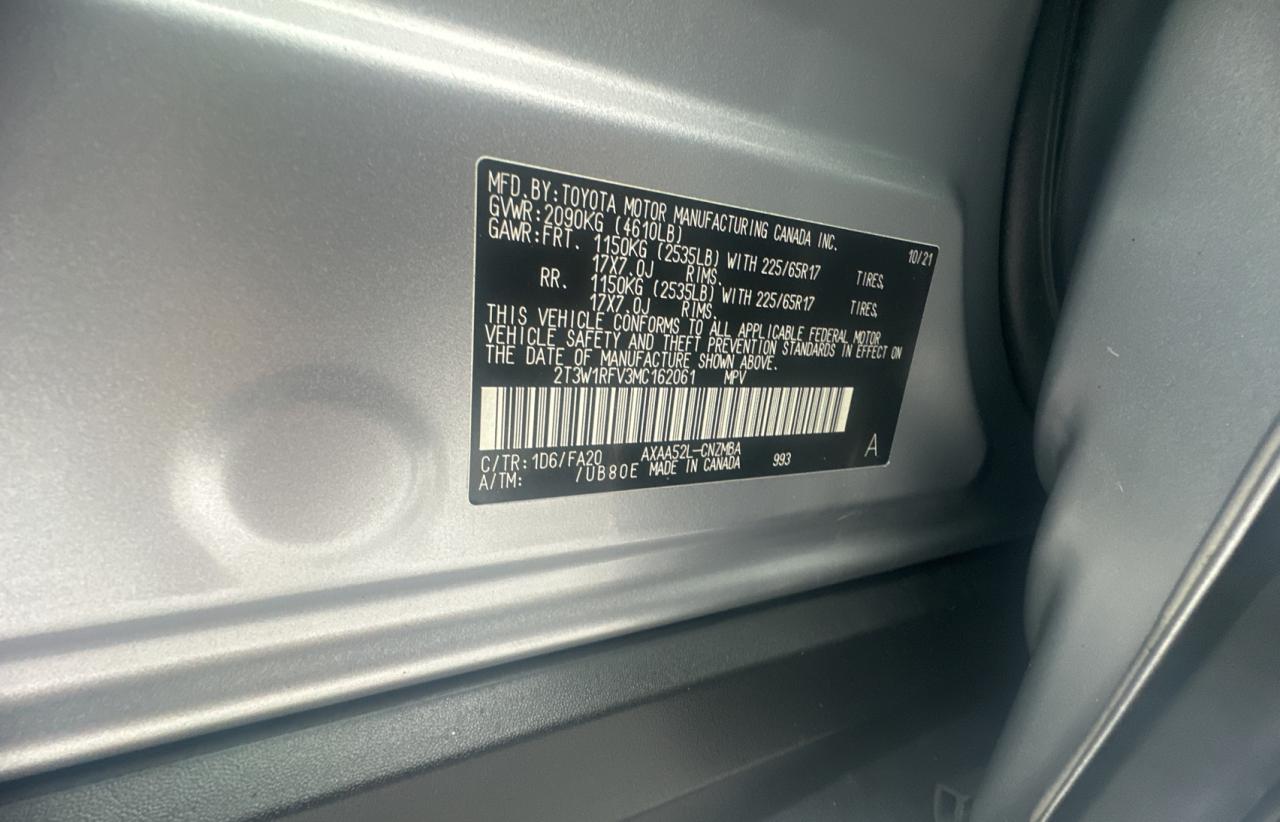 MFD.BY:TOYOTA MOTOR MANUFACTURING CANADA INC.
GVWR:2090KG (4610LB) 10/21
GAWR:FRT. 1150KG (2535LB) WITH 225/65R17 TIRES,
17X7.0J RIMS,
RR. 1150KG (2535LB) WITH 225/65R17 TIRES,
17X7.0J RIMS,
THIS VEHICLE CONFORMS TO ALL APPLICABLE FEDERAL MOTOR
VEHICLE SAFETY AND THEFT PREVENTION STANDARDS IN EFFECT ON
THE DATE OF MANUFACTURE SHOWN ABOVE.
2T3W1RFV3MC162061 MPV
C/TR:1D6/FA20 AXAA52L-CNZMBA 993 A
A/TM: /UB80E MADE IN CANADA